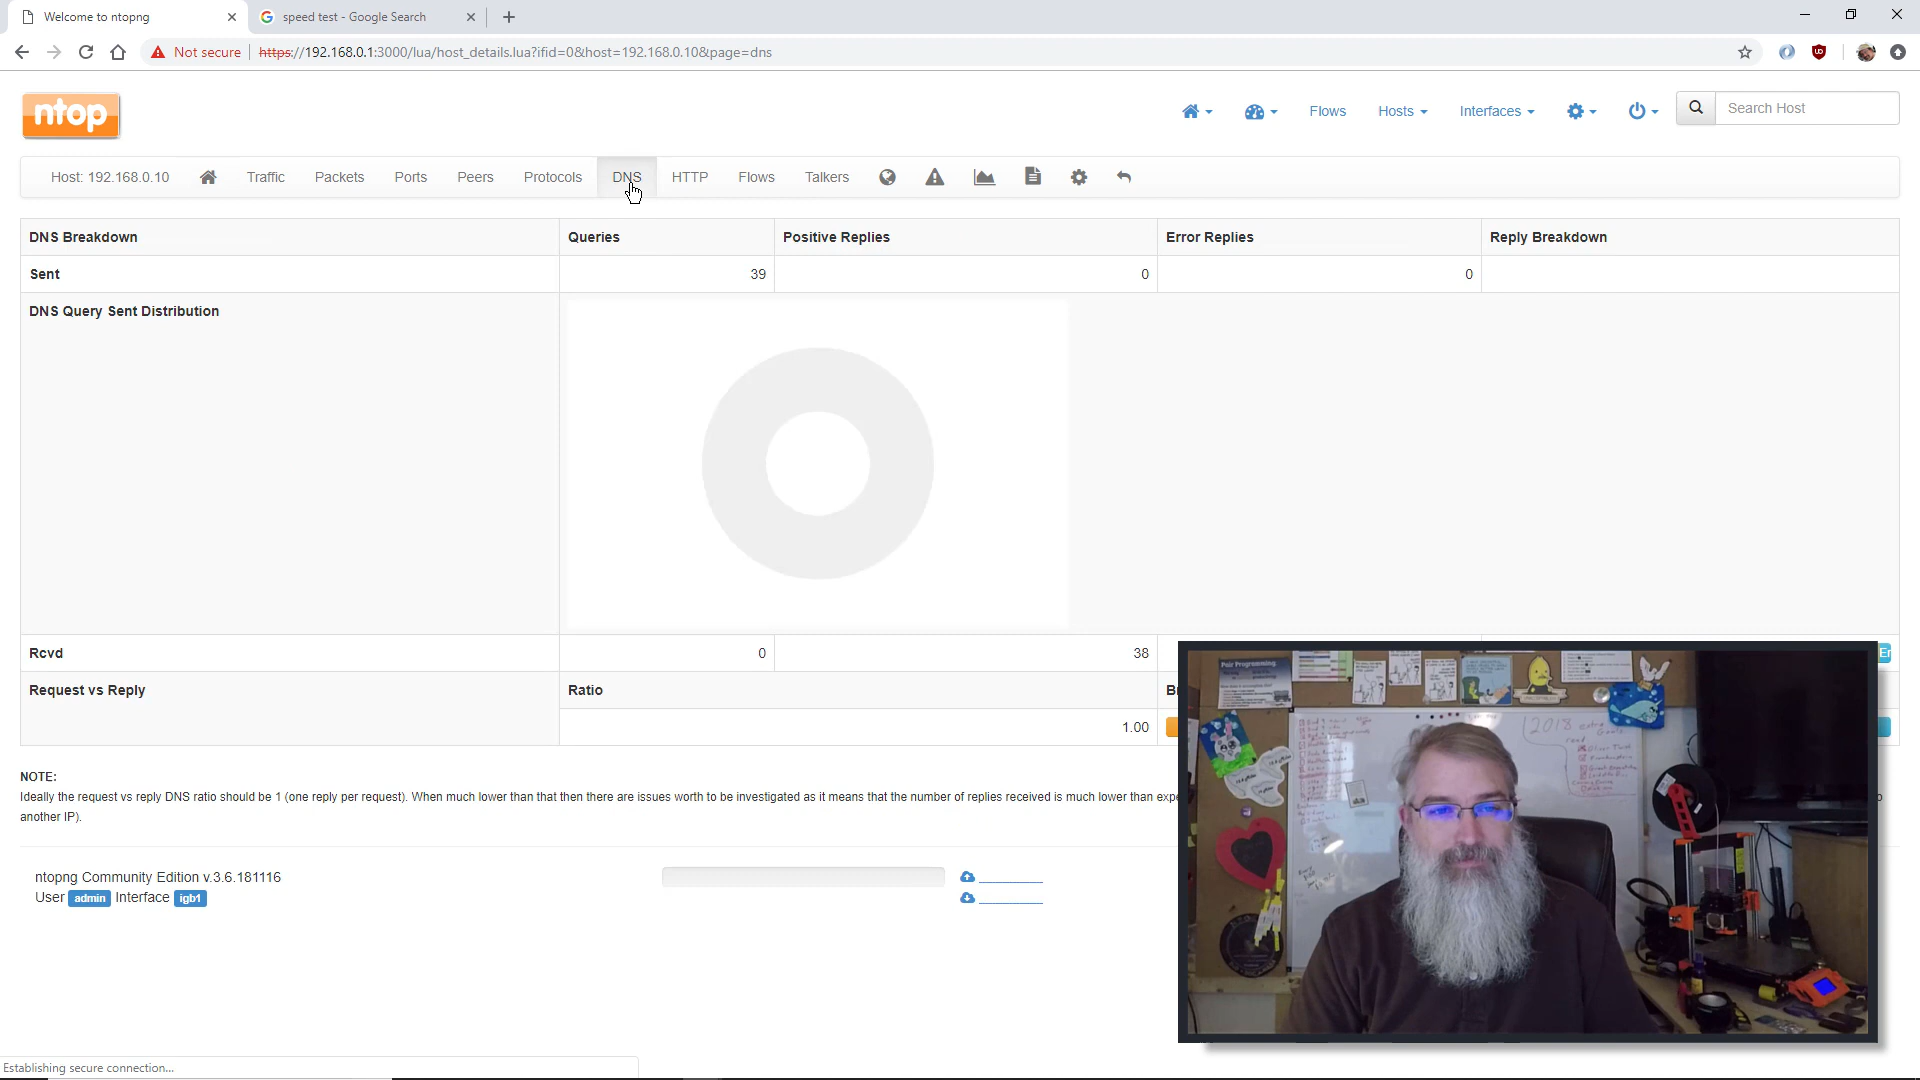 Welcome to ntopng
speed test - Google Search
Not secure
https://192.168.0.1:3000/lua/host_details.lua?ifid=0&host=192.168.0.10&page=dns
ntop
Flows
Hosts
Interfaces
Search Host
Host: 192.168.0.10
Traffic
Packets
Ports
Peers
Protocols
DNS
HTTP
Flows
Talkers
DNS Breakdown
Queries
Positive Replies
Error Replies
Reply Breakdown
Sent
39
0
0
DNS Query Sent Distribution
Rcvd
0
38
Er
Request vs Reply
Ratio
1.00
NOTE:
Ideally the request vs reply DNS ratio should be 1 (one reply per request). When much lower than that then there are issues worth to be investigated as it means that the number of replies received is much lower than
another IP).
ntopng Community Edition v.3.6.181116
User admin Interface igb1
Pair Programming
2018 extra
Goals
read
Establishing secure connection...